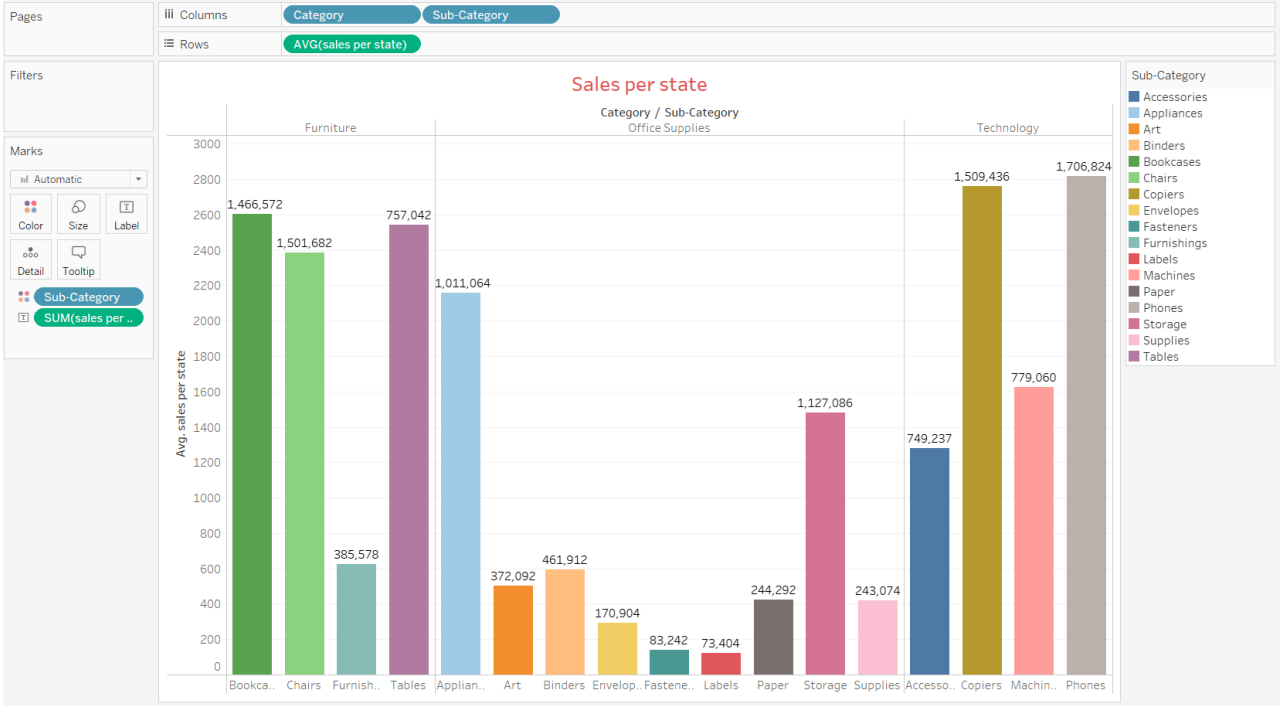 Pages
Columns Category Sub-Category
Rows AVG(sales per state)
Filters
Marks
Automatic
Color Size Label
Detail Tooltip
Sub-Category
SUM(sales per ..
Sales per state
Category / Sub-Category
Furniture Office Supplies Technology
Avg. sales per state
3000
2800
2600
2400
2200
2000
1800
1600
1400
1200
1000
800
600
400
200
0
1,466,572
1,501,682
385,578
757,042
1,011,064
372,092
461,912
170,904
83,242
73,404
244,292
1,127,086
243,074
749,237
1,509,436
779,060
1,706,824
Bookca.. Chairs Furnish.. Tables Applian.. Art Binders Envelop.. Fastene.. Labels Paper Storage Supplies Accesso.. Copiers Machin.. Phones
Sub-Category
Accessories
Appliances
Art
Binders
Bookcases
Chairs
Copiers
Envelopes
Fasteners
Furnishings
Labels
Machines
Paper
Phones
Storage
Supplies
Tables